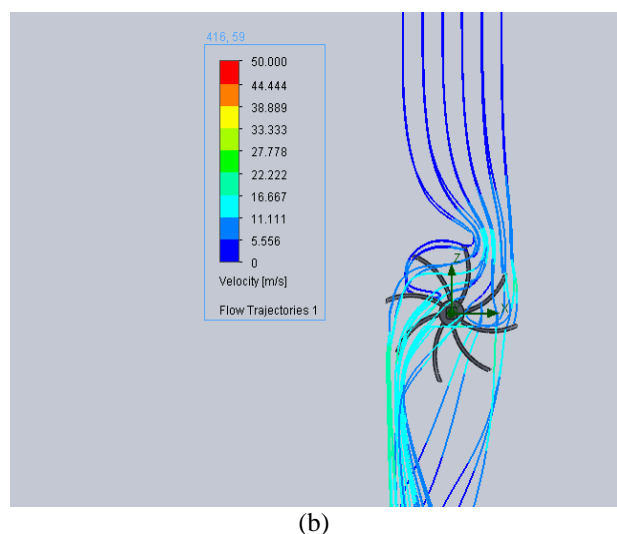 416, 59
50.000
44.444
38.889
33.333
27.778
22.222
16.667
11.111
5.556
0
Velocity [m/s]
Flow Trajectories 1
Z
X
(b)